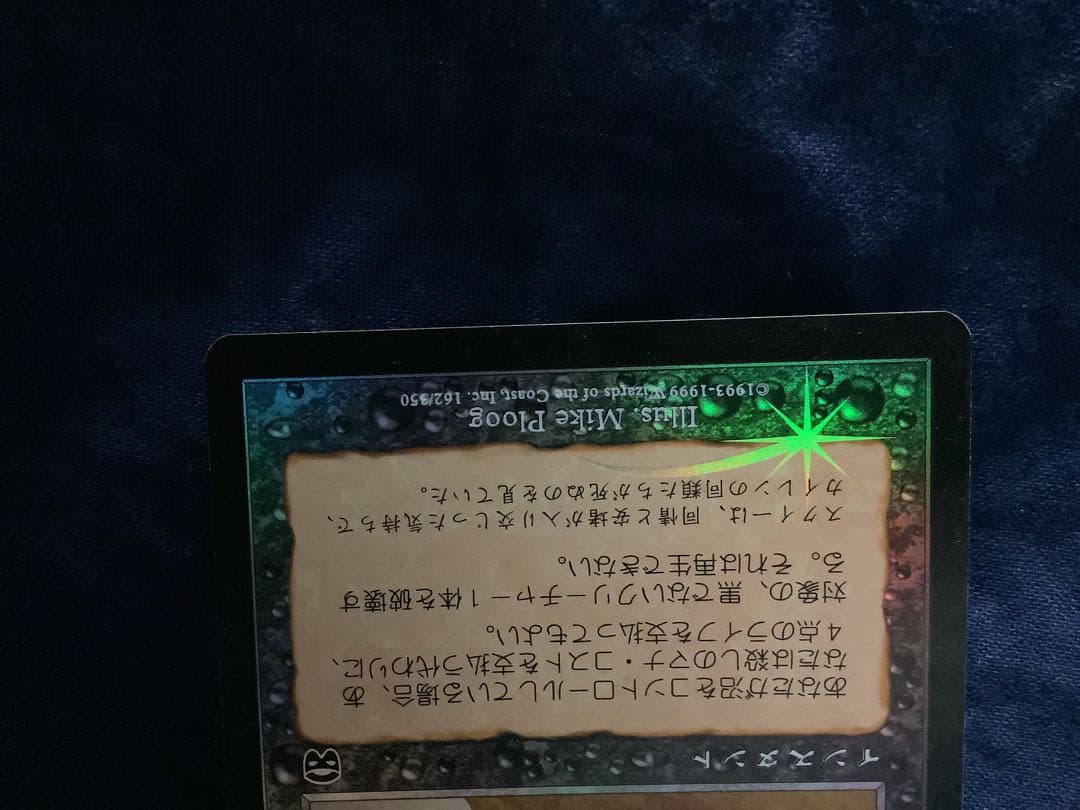 インスタント
あなたが沼をコントロールしている場合、あ
なたは殺しのマナ・コストを支払う代わりに、
４点のライフを支払ってもよい。
対象の、黒でないクリーチャー１体を破壊す
る。それは再生できない。
スクイーは、同情と安堵が入り交じった気持ちで、
カイレンの同類たちが死ぬのを見ていた。
Illus. Mike Ploog
©1993-1999 Wizards of the Coast, Inc. 162/350